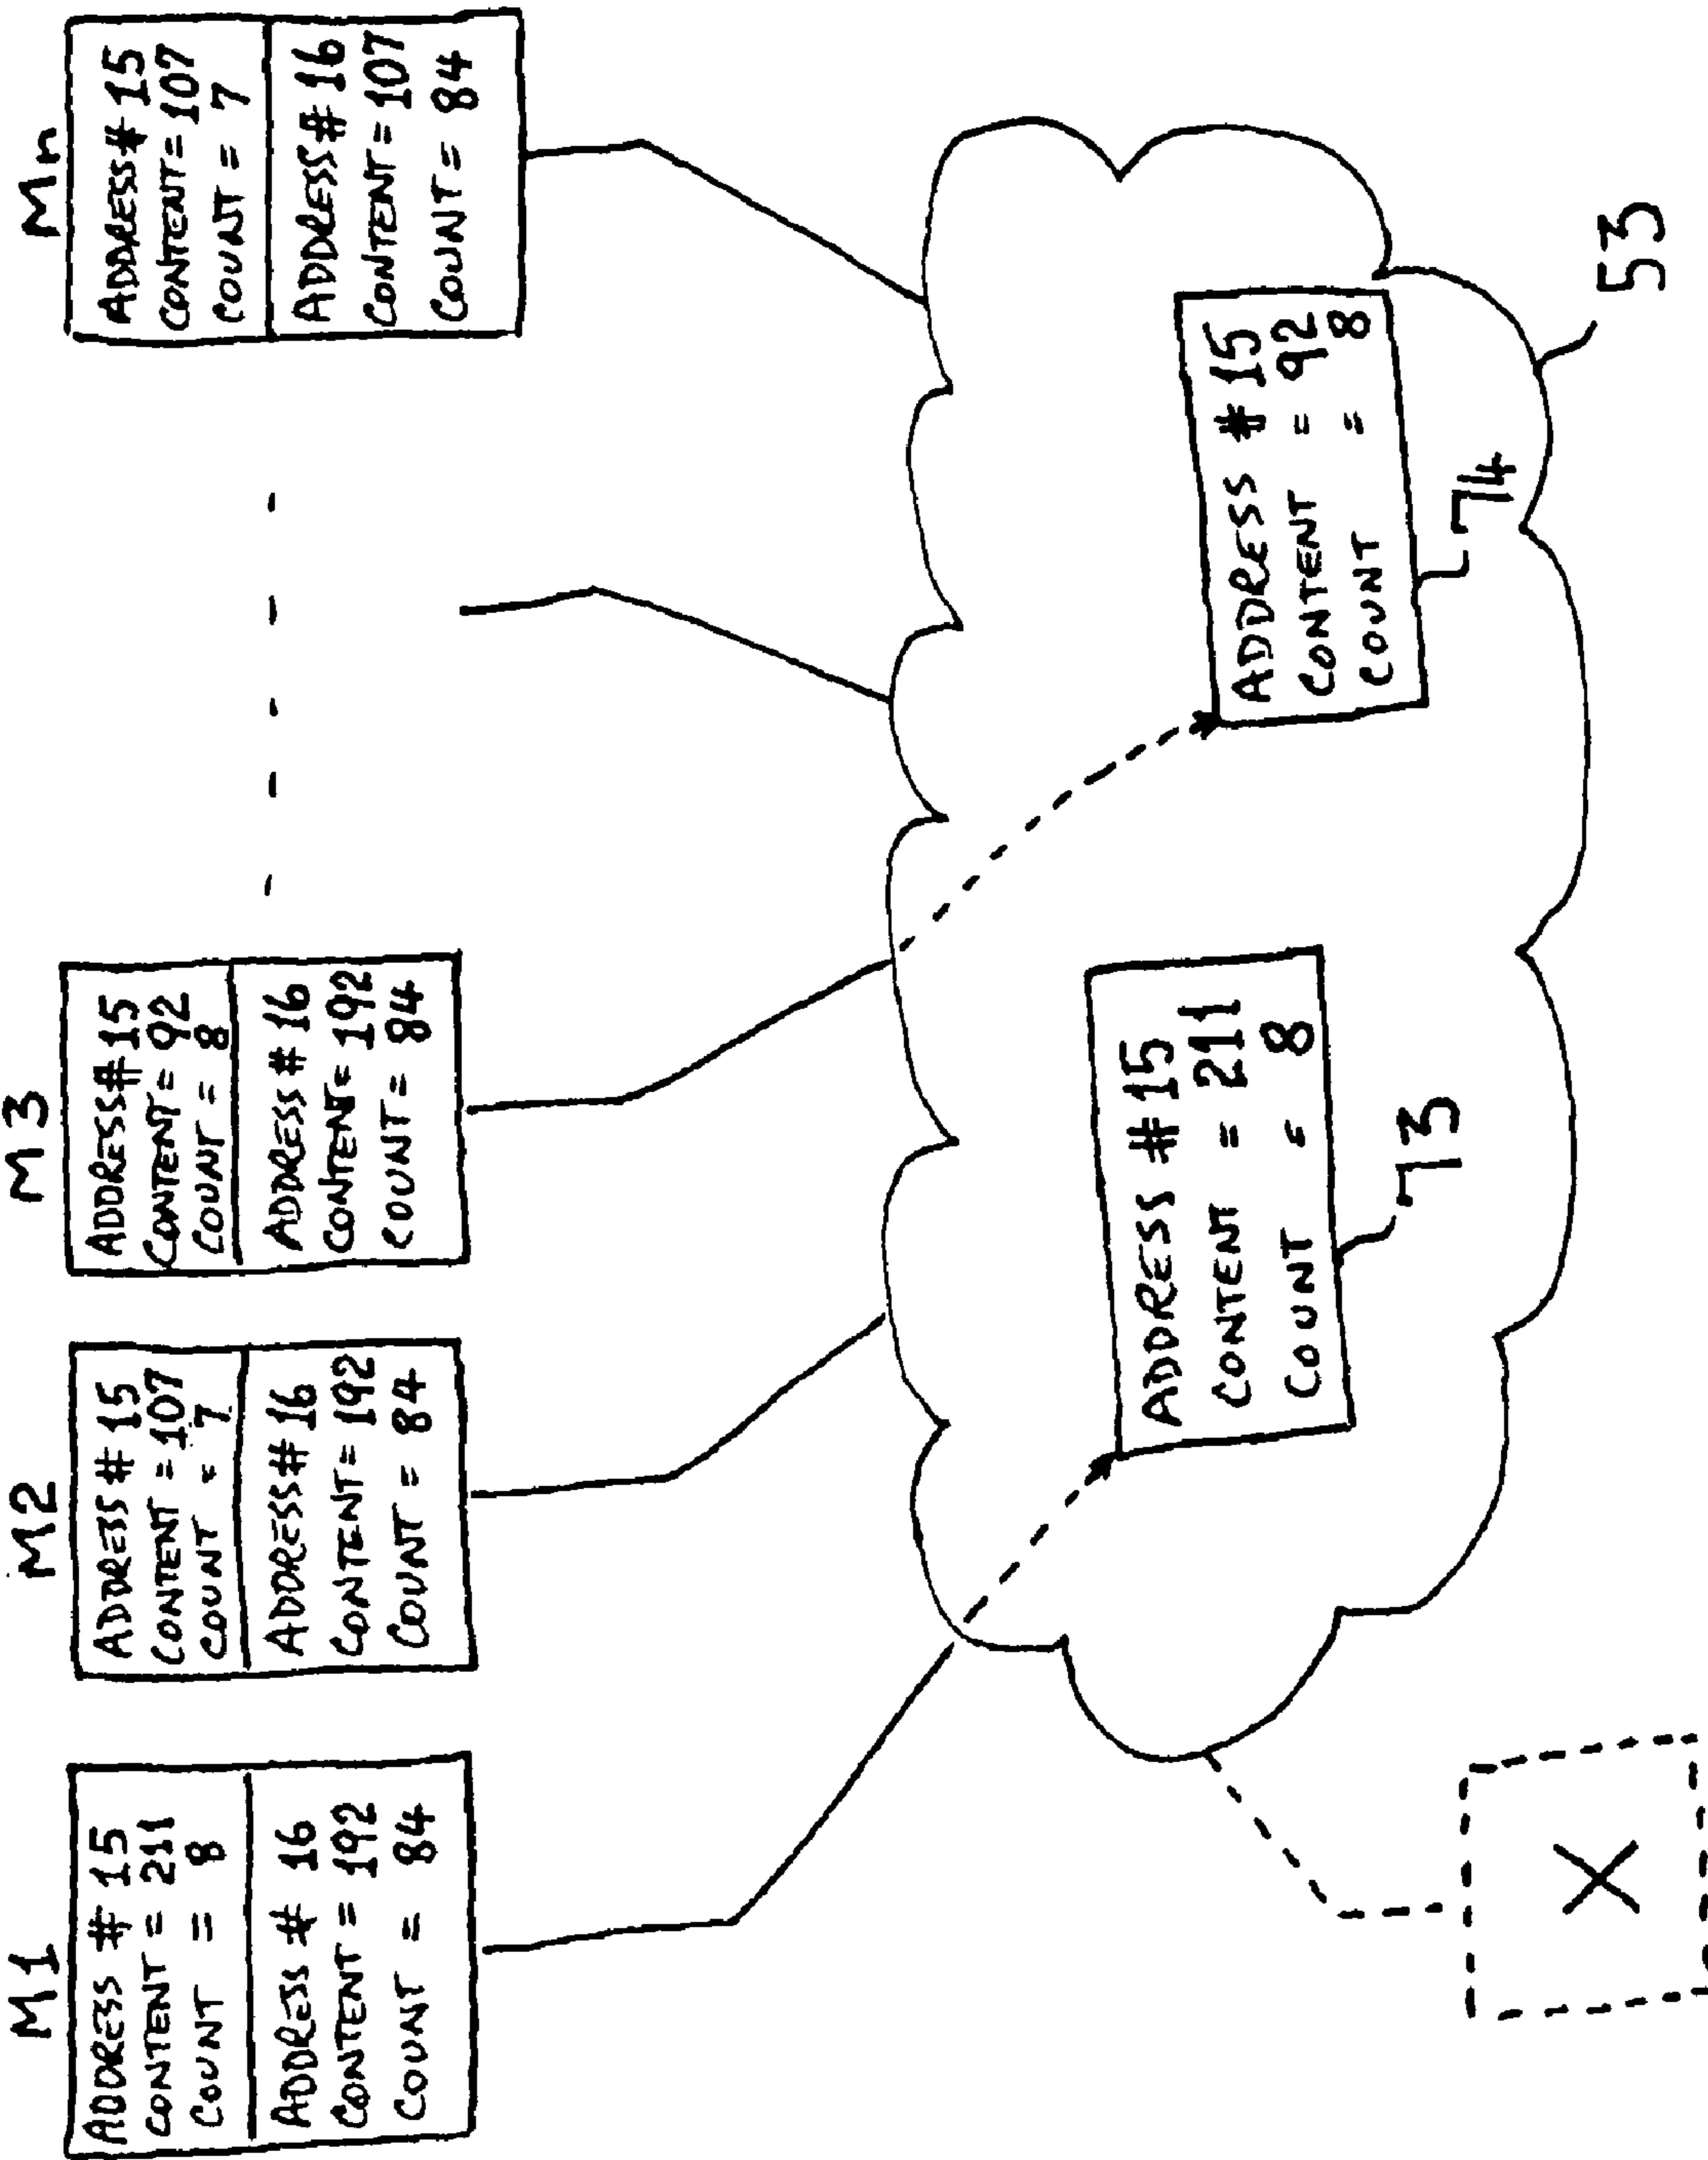 M1
ADDRESS # 15
CONTENT = 211
COUNT = 8
ADDRESS # 16
CONTENT = 192
COUNT = 84
M2
ADDRESS # 15
CONTENT = 107
COUNT = 7
ADDRESS # 16
CONTENT = 192
COUNT = 84
M3
ADDRESS # 15
CONTENT = 92
COUNT = 8
ADDRESS # 16
CONTENT = 192
COUNT = 84
Mn
ADDRESS # 15
CONTENT = 107
COUNT = 7
ADDRESS # 16
CONTENT = 107
COUNT = 84
ADDRESS # 15
CONTENT = 211
COUNT = 8
73
ADDRESS # 15
CONTENT = 92
COUNT = 8
74
53
X